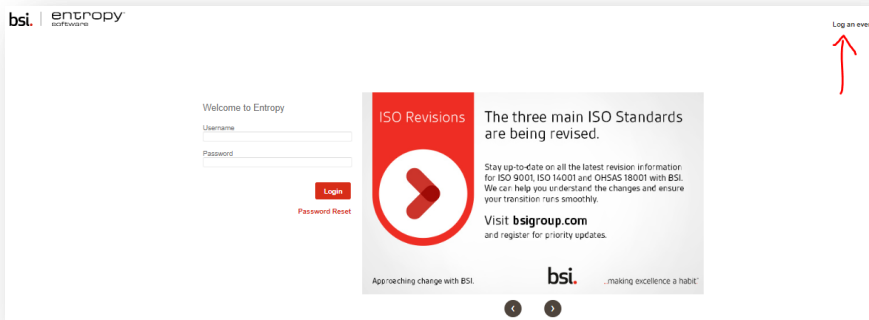 bsi. entropy
software
Log an eve
Welcome to Entropy
Username
Password
Login
Password Reset
ISO Revisions
The three main ISO Standards
are being revised.
Stay up-to-date on all the latest revision information
for ISO 9001, ISO 14001 and OHSAS 18001 with BSI.
We can help you understand the changes and ensure
your transition runs smoothly.
Visit bsigroup.com
and register for priority updates.
Approaching change with BSI.
bsi.
...making excellence a habit.™